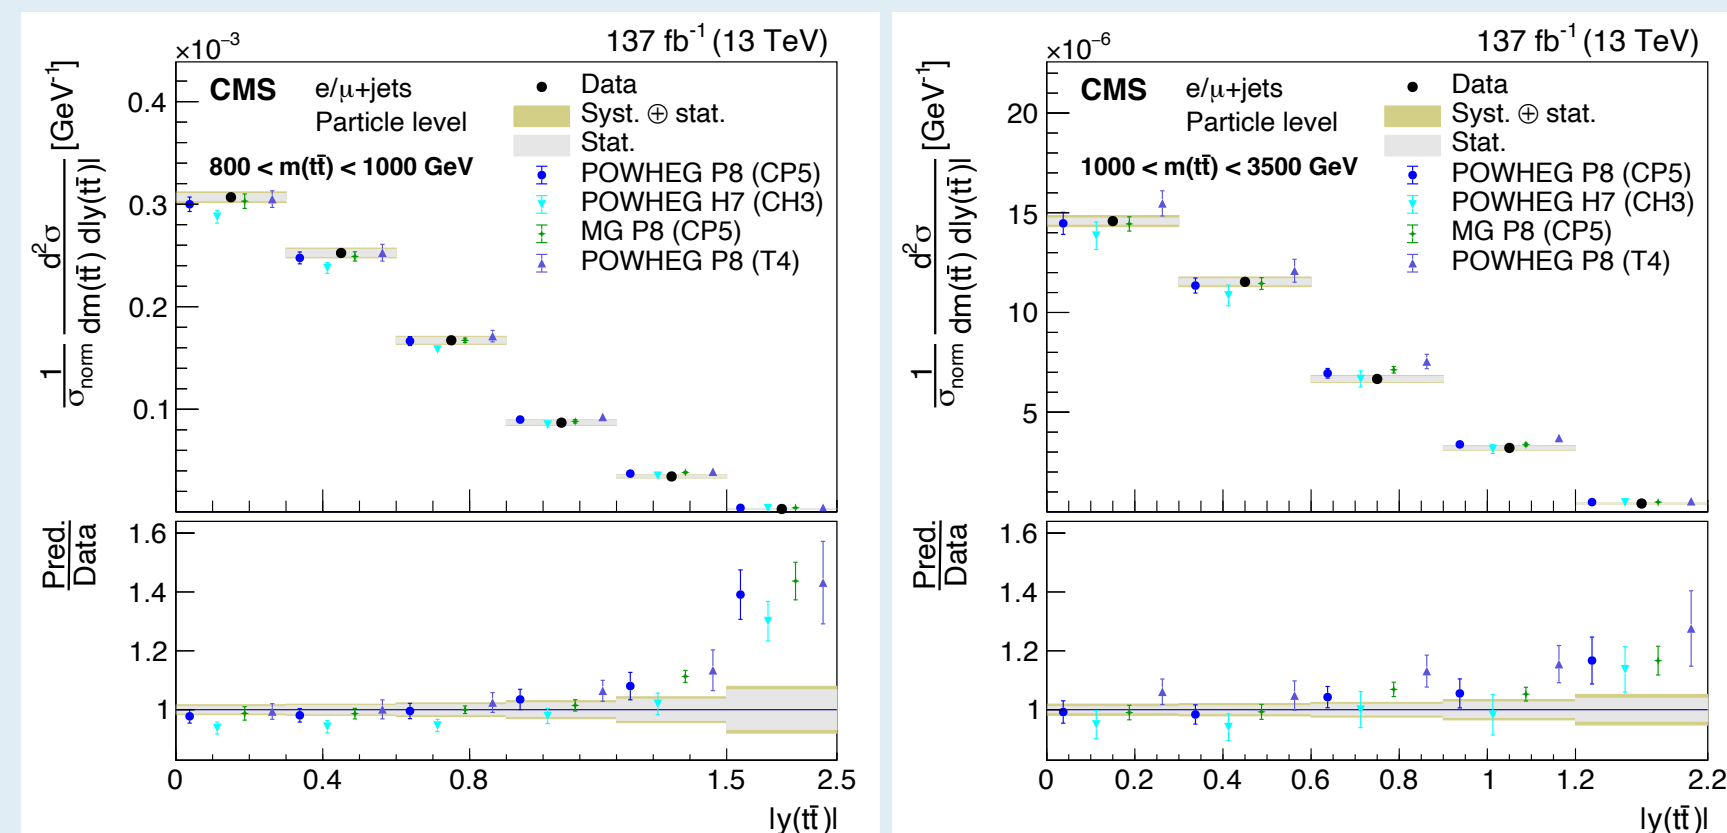 ×10⁻³ 137 fb⁻¹ (13 TeV)
CMS e/μ+jets
Particle level
800 < m(tt̄) < 1000 GeV
Data
Syst. ⊕ stat.
Stat.
POWHEG P8 (CP5)
POWHEG H7 (CH3)
MG P8 (CP5)
POWHEG P8 (T4)
1/σnorm d²σ/dm(tt̄) d|y(tt̄)| [GeV⁻¹]
0.4
0.3
0.2
0.1
Pred./Data
1.6
1.4
1.2
1
0 0.4 0.8 1.5 2.5
|y(tt̄)|
×10⁻⁶ 137 fb⁻¹ (13 TeV)
CMS e/μ+jets
Particle level
1000 < m(tt̄) < 3500 GeV
Data
Syst. ⊕ stat.
Stat.
POWHEG P8 (CP5)
POWHEG H7 (CH3)
MG P8 (CP5)
POWHEG P8 (T4)
1/σnorm d²σ/dm(tt̄) d|y(tt̄)| [GeV⁻¹]
20
15
10
5
Pred./Data
1.6
1.4
1.2
1
0 0.2 0.4 0.6 0.8 1 1.2 2.2
|y(tt̄)|